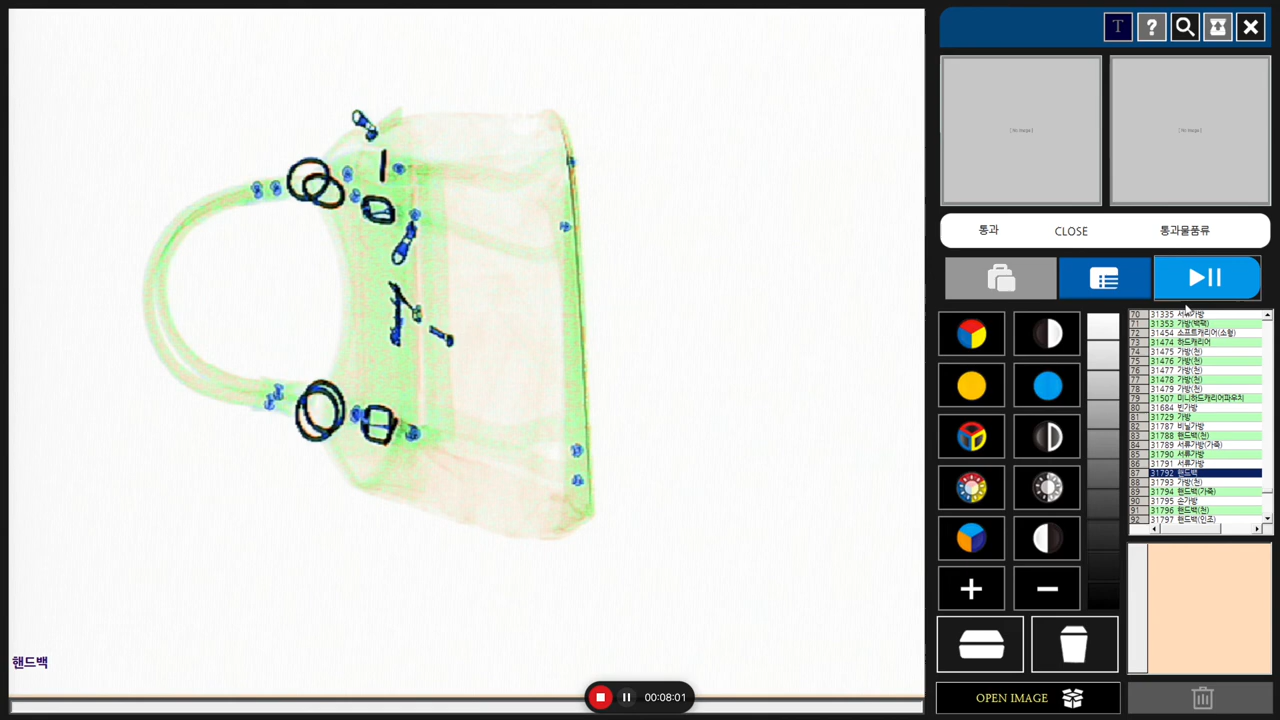 T ?
[ No Image ] [ No Image ]
통과 CLOSE 통과물품류
70 31335 서류가방
71 31353 가방(백팩)
72 31454 소프트캐리어(소형)
73 31474 하드캐리어
74 31475 가방(천)
75 31476 가방(천)
76 31477 가방(천)
77 31478 가방(천)
78 31479 가방(천)
79 31507 미니하드캐리어파우치
80 31684 빈가방
81 31729 가방
82 31787 비닐가방
83 31788 핸드백(천)
84 31789 서류가방(가죽)
85 31790 서류가방
86 31791 서류가방
87 31792 핸드백
88 31793 가방(천)
89 31794 핸드백(가죽)
90 31795 손가방
91 31796 핸드백(천)
92 31797 핸드백(인조)
핸드백
00:08:01
OPEN IMAGE